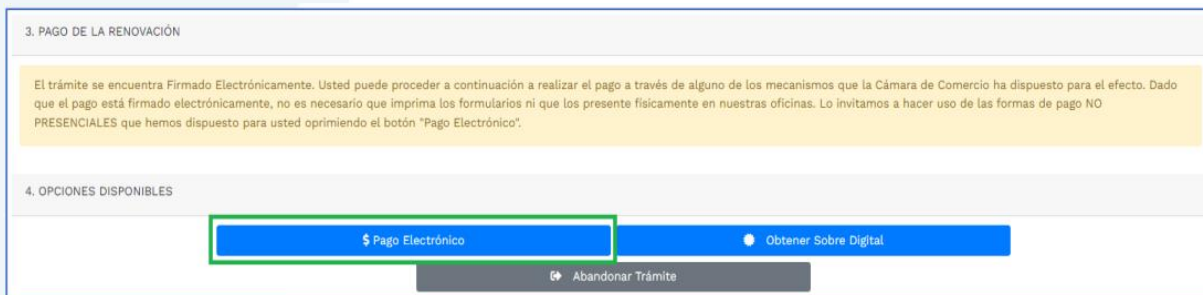 3. PAGO DE LA RENOVACIÓN
El trámite se encuentra Firmado Electrónicamente. Usted puede proceder a continuación a realizar el pago a través de alguno de los mecanismos que la Cámara de Comercio ha dispuesto para el efecto. Dado
que el pago está firmado electrónicamente, no es necesario que imprima los formularios ni que los presente físicamente en nuestras oficinas. Lo invitamos a hacer uso de las formas de pago NO
PRESENCIALES que hemos dispuesto para usted oprimiendo el botón "Pago Electrónico".
4. OPCIONES DISPONIBLES
$ Pago Electrónico
Obtener Sobre Digital
Abandonar Trámite